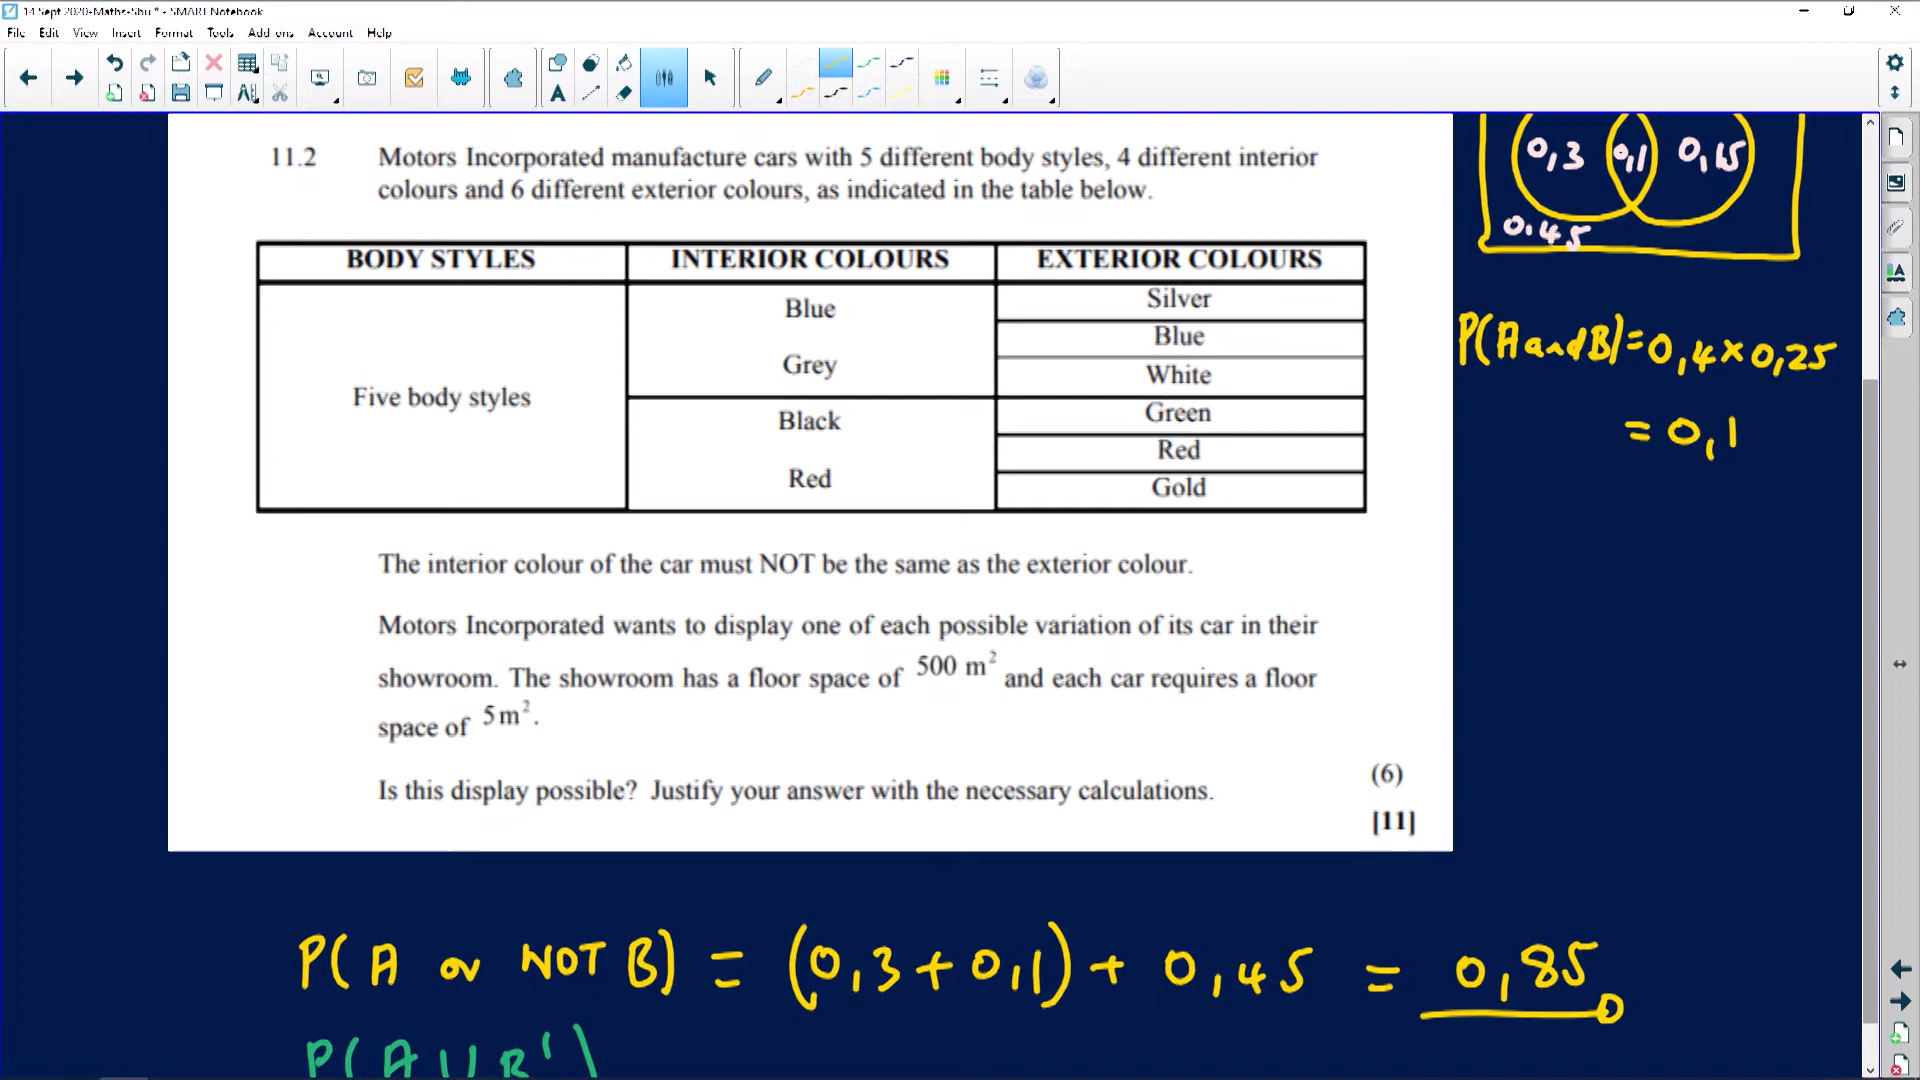 14 Sept 2020-Maths-Sbu * - SMART Notebook
File Edit View Insert Format Tools Add-ons Account Help
11.2 Motors Incorporated manufacture cars with 5 different body styles, 4 different interior
colours and 6 different exterior colours, as indicated in the table below.
BODY STYLES INTERIOR COLOURS EXTERIOR COLOURS
Five body styles
Blue
Grey
Black
Red
Silver
Blue
White
Green
Red
Gold
The interior colour of the car must NOT be the same as the exterior colour.
Motors Incorporated wants to display one of each possible variation of its car in their
showroom. The showroom has a floor space of 500 m² and each car requires a floor
space of 5 m².
Is this display possible? Justify your answer with the necessary calculations.
(6)
[11]
0,3 0,1 0,15
0,45
P(A and B) = 0,4 × 0,25
= 0,1
P( A or NOT B) = (0,3 + 0,1) + 0,45 = 0,85
P( A U B' )